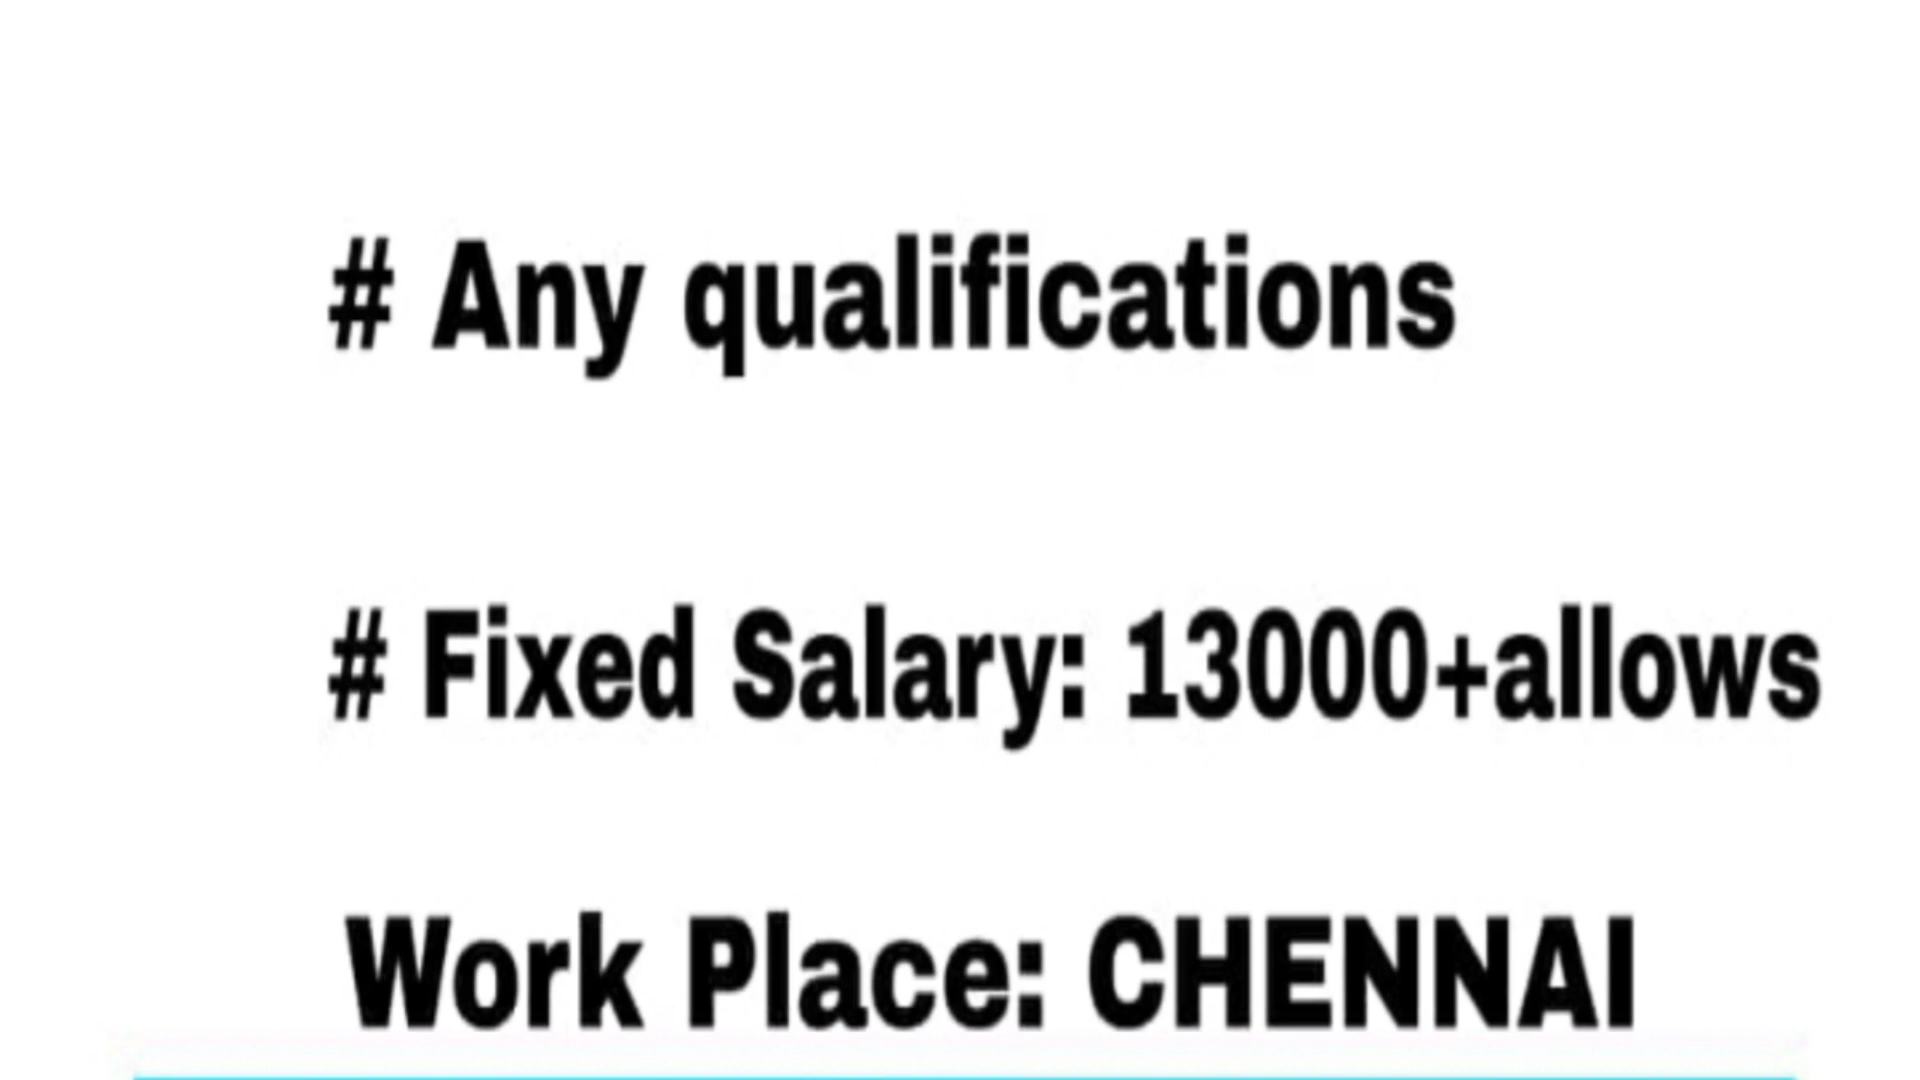 # Any qualifications
# Fixed Salary: 13000+allows
Work Place: CHENNAI